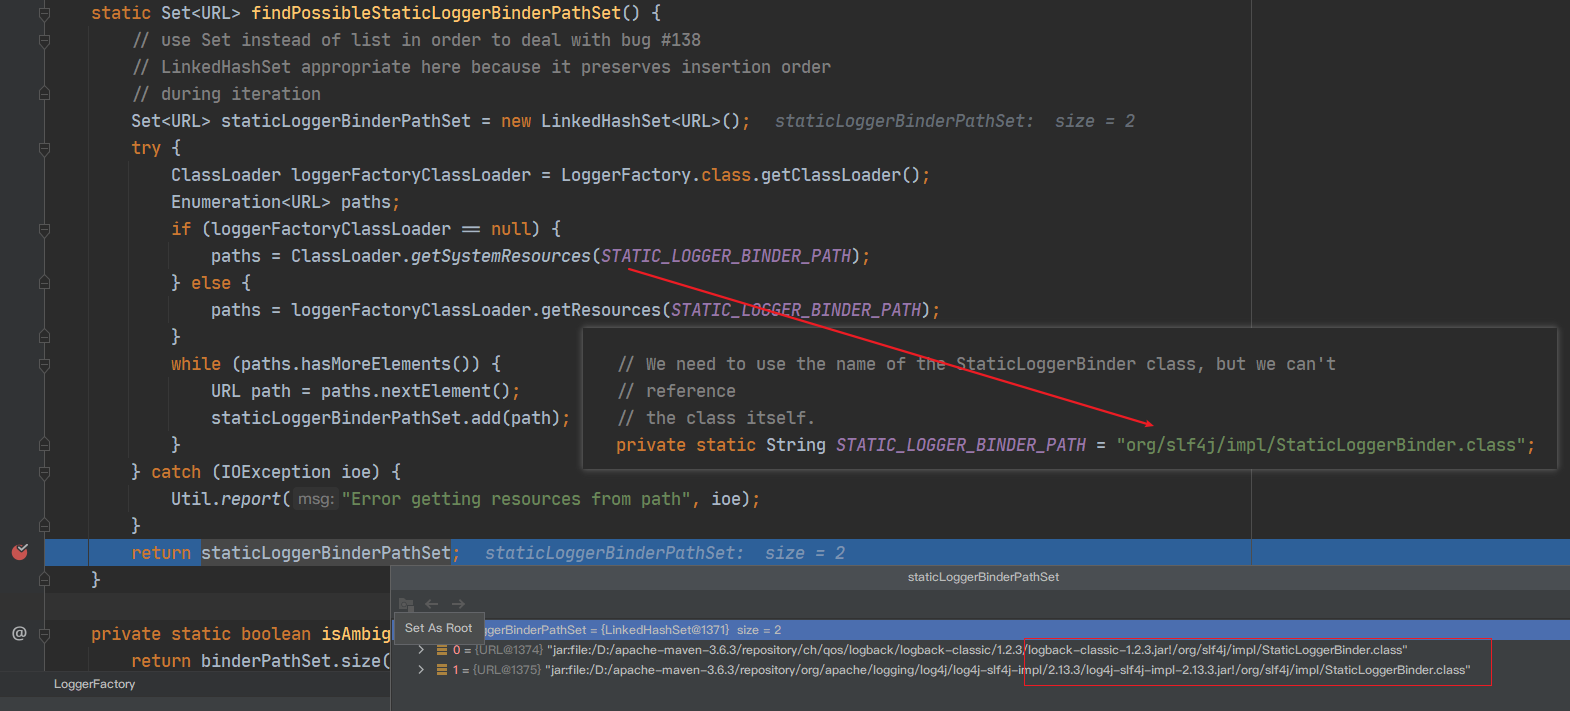 static Set<URL> findPossibleStaticLoggerBinderPathSet() {
// use Set instead of list in order to deal with bug #138
// LinkedHashSet appropriate here because it preserves insertion order
// during iteration
Set<URL> staticLoggerBinderPathSet = new LinkedHashSet<URL>(); staticLoggerBinderPathSet: size = 2
try {
ClassLoader loggerFactoryClassLoader = LoggerFactory.class.getClassLoader();
Enumeration<URL> paths;
if (loggerFactoryClassLoader == null) {
paths = ClassLoader.getSystemResources(STATIC_LOGGER_BINDER_PATH);
} else {
paths = loggerFactoryClassLoader.getResources(STATIC_LOGGER_BINDER_PATH);
}
while (paths.hasMoreElements()) {
URL path = paths.nextElement();
staticLoggerBinderPathSet.add(path);
}
} catch (IOException ioe) {
Util.report( msg: "Error getting resources from path", ioe);
}
return staticLoggerBinderPathSet; staticLoggerBinderPathSet: size = 2
}
// We need to use the name of the StaticLoggerBinder class, but we can't
// reference
// the class itself.
private static String STATIC_LOGGER_BINDER_PATH = "org/slf4j/impl/StaticLoggerBinder.class";
staticLoggerBinderPathSet
Set As Root
ggerBinderPathSet = {LinkedHashSet@1371} size = 2
0 = {URL@1374} "jar:file:/D:/apache-maven-3.6.3/repository/ch/qos/logback/logback-classic/1.2.3/logback-classic-1.2.3.jar!/org/slf4j/impl/StaticLoggerBinder.class"
1 = {URL@1375} "jar:file:/D:/apache-maven-3.6.3/repository/org/apache/logging/log4j/log4j-slf4j-impl/2.13.3/log4j-slf4j-impl-2.13.3.jar!/org/slf4j/impl/StaticLoggerBinder.class"
@
private static boolean isAmbig
return binderPathSet.size(
LoggerFactory